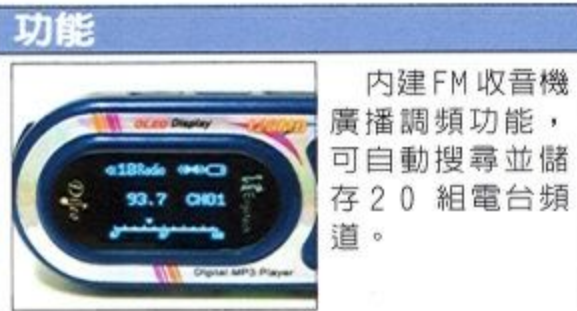 功能
OLED Display
18Radio
93.7 CH01
Digital MP3 Player
內建FM收音機
廣播調頻功能，
可自動搜尋並儲
存20 組電台頻
道。